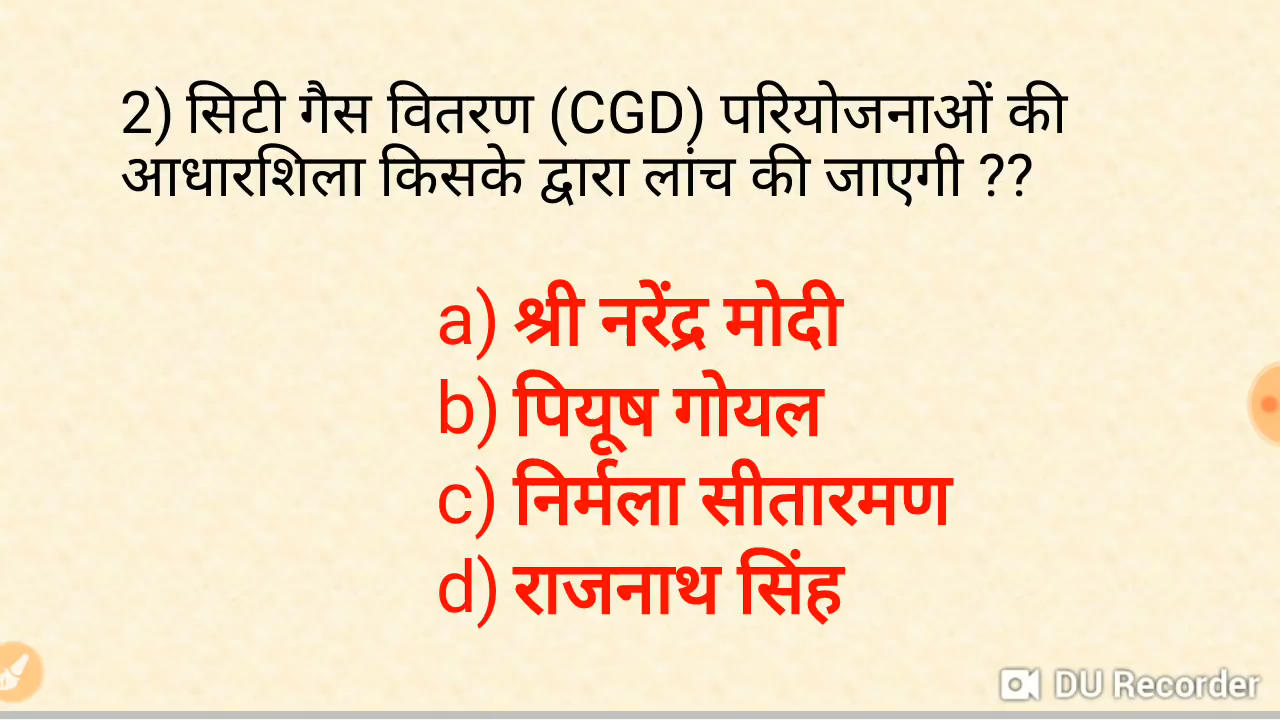 2) सिटी गैस वितरण (CGD) परियोजनाओं की
आधारशिला किसके द्वारा लांच की जाएगी ??
a) श्री नरेंद्र मोदी
b) पियूष गोयल
c) निर्मला सीतारमण
d) राजनाथ सिंह
DU Recorder